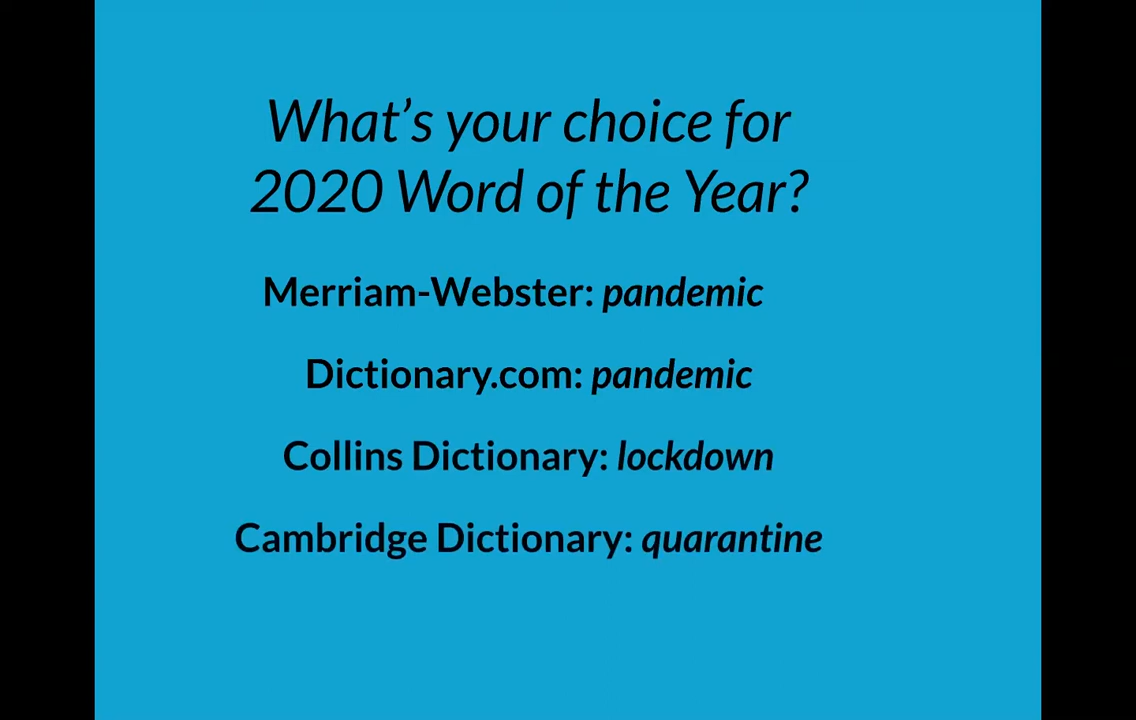 What’s your choice for
2020 Word of the Year?
Merriam-Webster: pandemic
Dictionary.com: pandemic
Collins Dictionary: lockdown
Cambridge Dictionary: quarantine